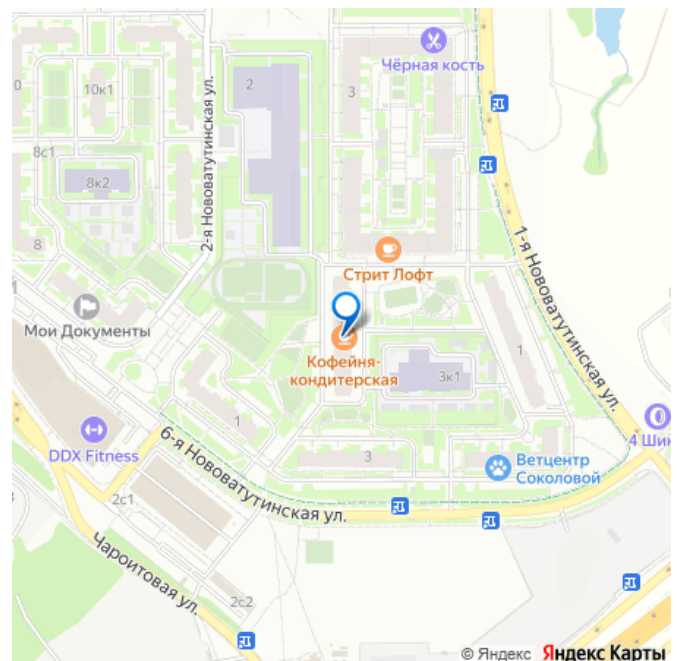 Чёрная кость
2
3
10к1
0
8с1
8к2
2-я Нововатутинская ул.
8
1-я Нововатутинская ул.
Стрит Лофт
1
Мои Документы
Кофейня-
кондитерская
3к1
1
1
4 Шин
DDX Fitness
6-я Нововатутинская ул.
3
Ветцентр
Соколовой
2с1
Чароитовая ул.
2с2
© Яндекс Яндекс Карты